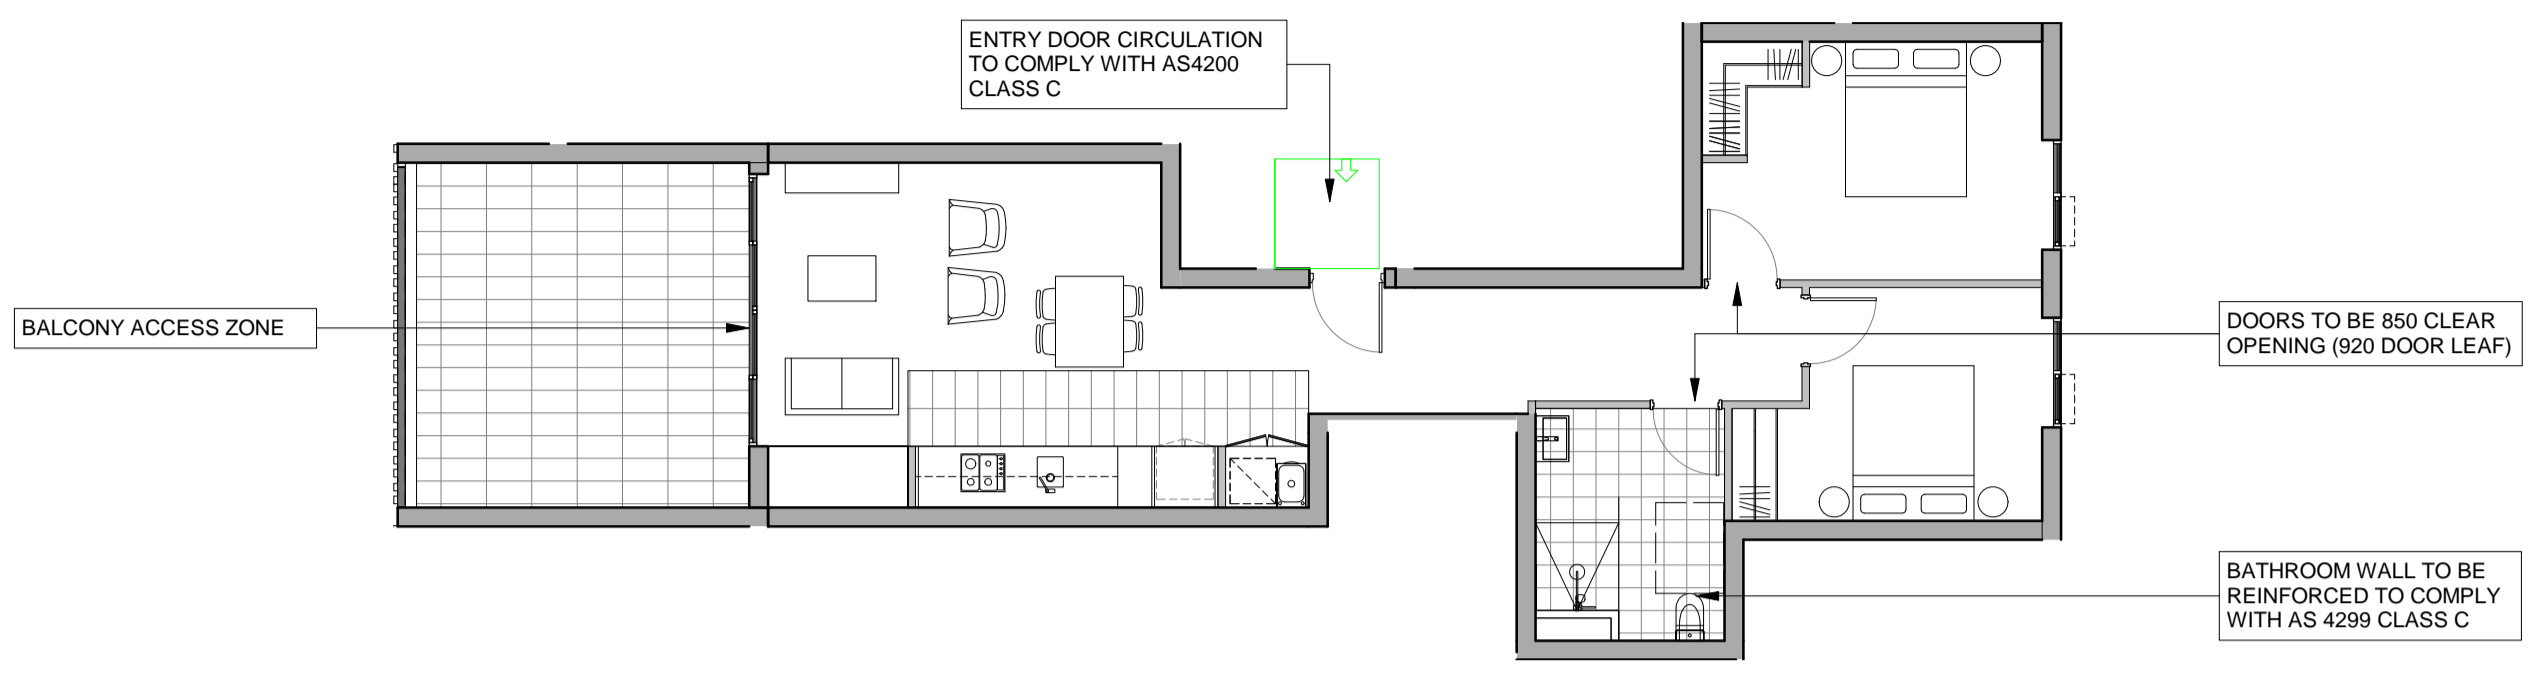 ENTRY DOOR CIRCULATION
TO COMPLY WITH AS4200
CLASS C
BALCONY ACCESS ZONE
DOORS TO BE 850 CLEAR
OPENING (920 DOOR LEAF)
BATHROOM WALL TO BE
REINFORCED TO COMPLY
WITH AS 4299 CLASS C